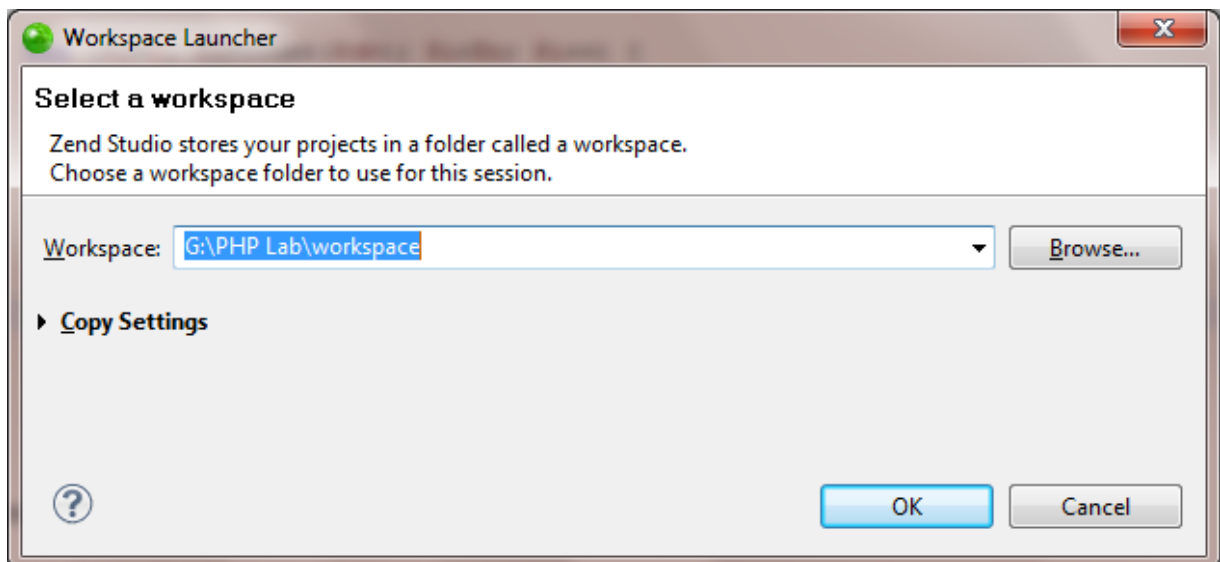 Workspace Launcher
Select a workspace
Zend Studio stores your projects in a folder called a workspace.
Choose a workspace folder to use for this session.
Workspace: G:\PHP Lab\workspace Browse...
Copy Settings
OK Cancel